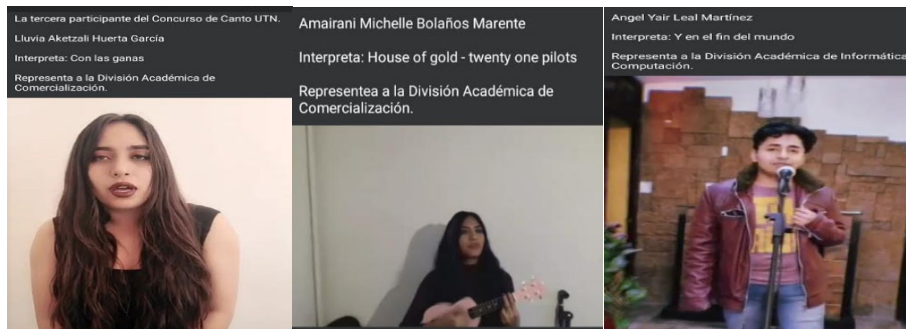 La tercera participante del Concurso de Canto UTN.
Lluvia Aketzali Huerta García
Interpreta: Con las ganas
Representa a la División Académica de
Comercialización.
Amairani Michelle Bolaños Marente
Interpreta: House of gold - twenty one pilots
Representea a la División Académica de
Comercialización.
Angel Yair Leal Martínez
Interpreta: Y en el fin del mundo
Representa a la División Académica de Informática
Computación.